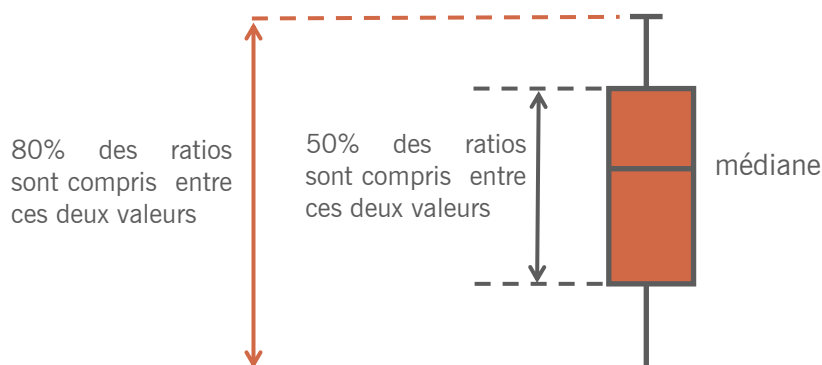 80% des ratios
sont compris entre
ces deux valeurs
50% des ratios
sont compris entre
ces deux valeurs
médiane